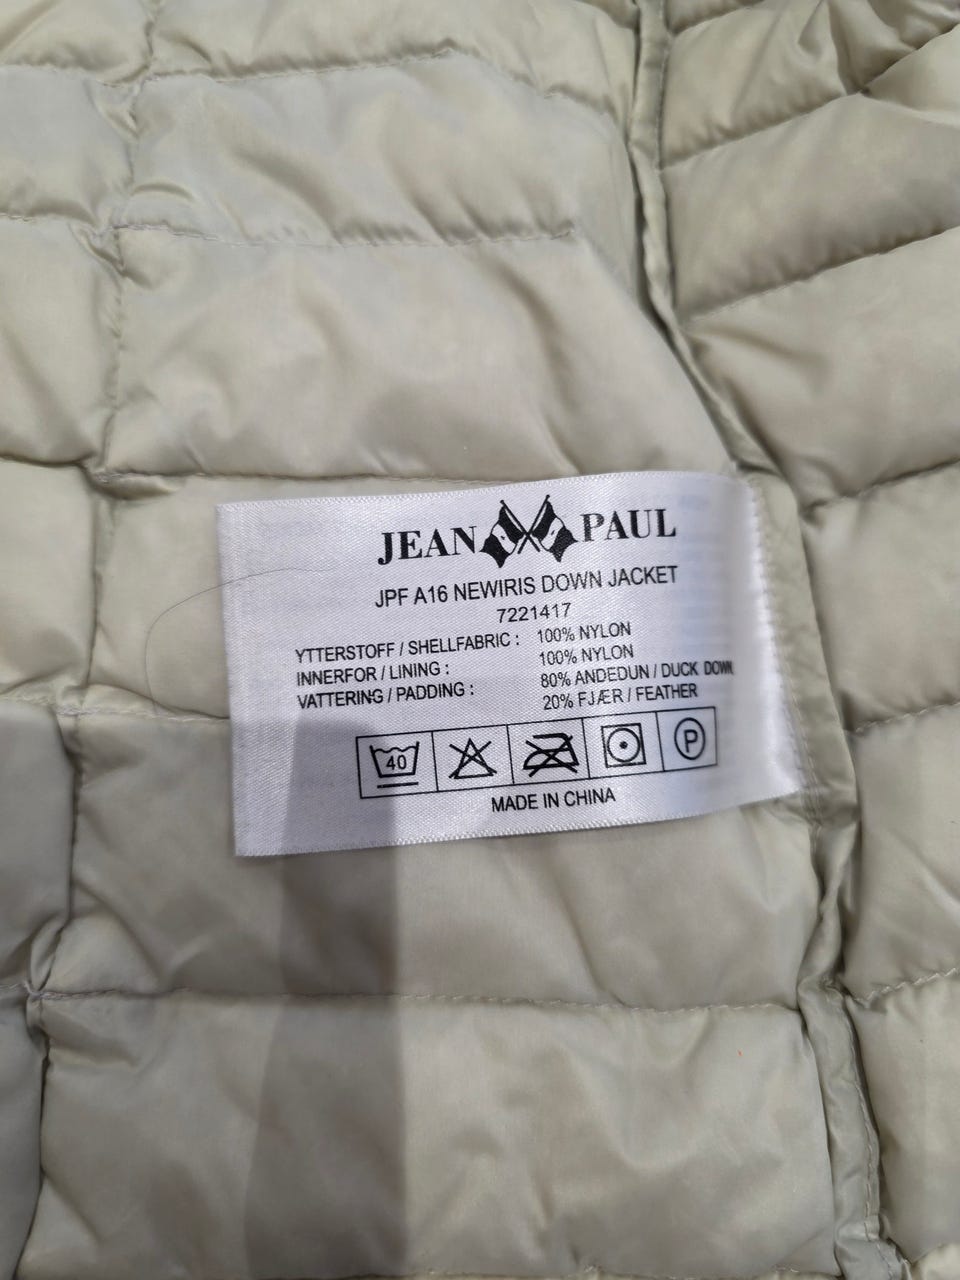 JEAN PAUL
JPF A16 NEWIRIS DOWN JACKET
7221417
YTTERSTOFF / SHELLFABRIC : 100% NYLON
INNERFOR / LINING : 100% NYLON
VATTERING / PADDING : 80% ANDEDUN / DUCK DOWN
20% FJÆR / FEATHER
40 P
MADE IN CHINA